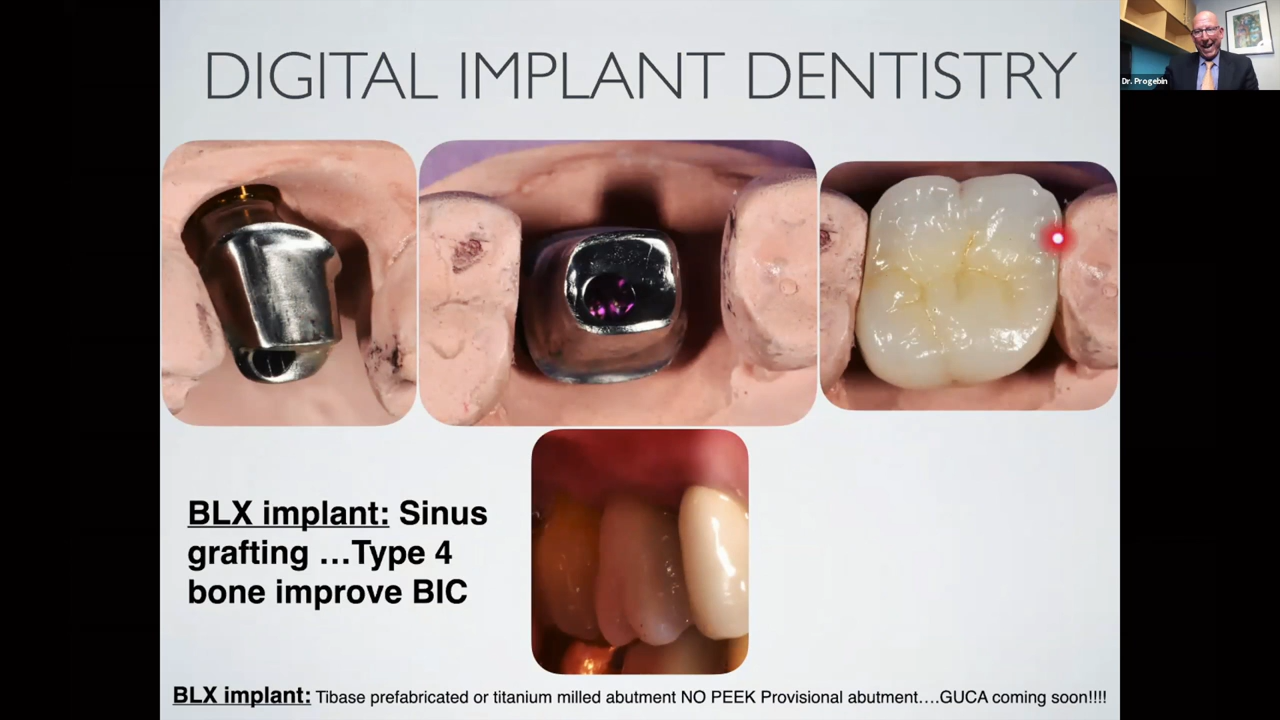 DIGITAL IMPLANT DENTISTRY
Dr. Progebin
BLX implant: Sinus
grafting …Type 4
bone improve BIC
BLX implant: Tibase prefabricated or titanium milled abutment NO PEEK Provisional abutment….GUCA coming soon!!!!